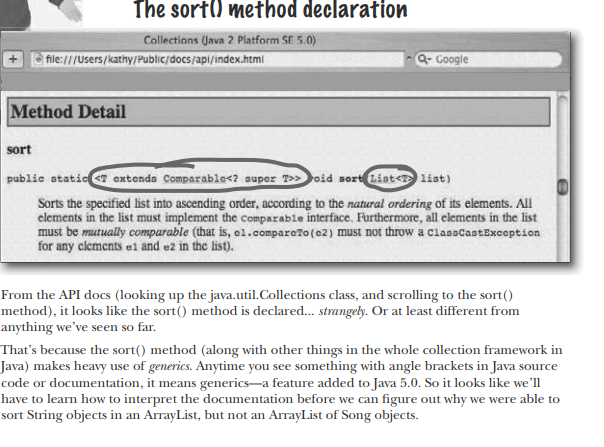 The sort() method declaration
Collections (Java 2 Platform SE 5.0)
+ file:///Users/kathy/Public/docs/api/index.html Q- Google
Method Detail
sort
public static <T extends Comparable<? super T>> void sort(List<T> list)
Sorts the specified list into ascending order, according to the natural ordering of its elements. All
elements in the list must implement the Comparable interface. Furthermore, all elements in the list
must be mutually comparable (that is, e1.compareTo(e2) must not throw a ClassCastException
for any elements e1 and e2 in the list).
From the API docs (looking up the java.util.Collections class, and scrolling to the sort()
method), it looks like the sort() method is declared... strangely. Or at least different from
anything we've seen so far.
That's because the sort() method (along with other things in the whole collection framework in
Java) makes heavy use of generics. Anytime you see something with angle brackets in Java source
code or documentation, it means generics—a feature added to Java 5.0. So it looks like we'll
have to learn how to interpret the documentation before we can figure out why we were able to
sort String objects in an ArrayList, but not an ArrayList of Song objects.